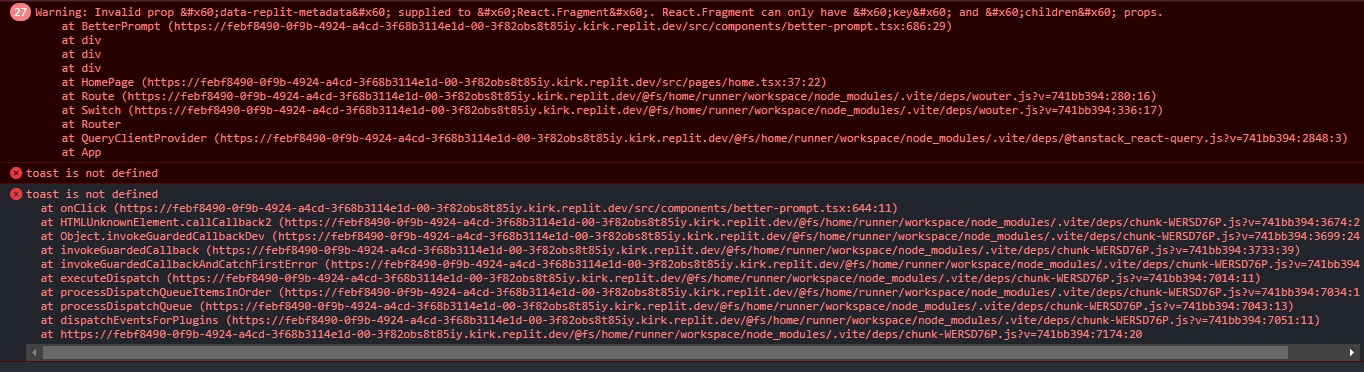 27 Warning: Invalid prop &#x60;data-replit-metadata&#x60; supplied to &#x60;React.Fragment&#x60;. React.Fragment can only have &#x60;key&#x60; and &#x60;children&#x60; props.
at BetterPrompt (https://febf8490-0f9b-4924-a4cd-3f68b3114e1d-00-3f82obs8t85iy.kirk.replit.dev/src/components/better-prompt.tsx:686:29)
at div
at div
at div
at HomePage (https://febf8490-0f9b-4924-a4cd-3f68b3114e1d-00-3f82obs8t85iy.kirk.replit.dev/src/pages/home.tsx:37:22)
at Route (https://febf8490-0f9b-4924-a4cd-3f68b3114e1d-00-3f82obs8t85iy.kirk.replit.dev/@fs/home/runner/workspace/node_modules/.vite/deps/wouter.js?v=741bb394:280:16)
at Switch (https://febf8490-0f9b-4924-a4cd-3f68b3114e1d-00-3f82obs8t85iy.kirk.replit.dev/@fs/home/runner/workspace/node_modules/.vite/deps/wouter.js?v=741bb394:336:17)
at Router
at QueryClientProvider (https://febf8490-0f9b-4924-a4cd-3f68b3114e1d-00-3f82obs8t85iy.kirk.replit.dev/@fs/home/runner/workspace/node_modules/.vite/deps/@tanstack_react-query.js?v=741bb394:2848:3)
at App
toast is not defined
toast is not defined
at onClick (https://febf8490-0f9b-4924-a4cd-3f68b3114e1d-00-3f82obs8t85iy.kirk.replit.dev/src/components/better-prompt.tsx:644:11)
at HTMLUnknownElement.callCallback2 (https://febf8490-0f9b-4924-a4cd-3f68b3114e1d-00-3f82obs8t85iy.kirk.replit.dev/@fs/home/runner/workspace/node_modules/.vite/deps/chunk-WERSD76P.js?v=741bb394:3674:2
at Object.invokeGuardedCallbackDev (https://febf8490-0f9b-4924-a4cd-3f68b3114e1d-00-3f82obs8t85iy.kirk.replit.dev/@fs/home/runner/workspace/node_modules/.vite/deps/chunk-WERSD76P.js?v=741bb394:3699:24
at invokeGuardedCallback (https://febf8490-0f9b-4924-a4cd-3f68b3114e1d-00-3f82obs8t85iy.kirk.replit.dev/@fs/home/runner/workspace/node_modules/.vite/deps/chunk-WERSD76P.js?v=741bb394:3733:39)
at invokeGuardedCallbackAndCatchFirstError (https://febf8490-0f9b-4924-a4cd-3f68b3114e1d-00-3f82obs8t85iy.kirk.replit.dev/@fs/home/runner/workspace/node_modules/.vite/deps/chunk-WERSD76P.js?v=741bb394
at executeDispatch (https://febf8490-0f9b-4924-a4cd-3f68b3114e1d-00-3f82obs8t85iy.kirk.replit.dev/@fs/home/runner/workspace/node_modules/.vite/deps/chunk-WERSD76P.js?v=741bb394:7014:11)
at processDispatchQueueItemsInOrder (https://febf8490-0f9b-4924-a4cd-3f68b3114e1d-00-3f82obs8t85iy.kirk.replit.dev/@fs/home/runner/workspace/node_modules/.vite/deps/chunk-WERSD76P.js?v=741bb394:7034:1
at processDispatchQueue (https://febf8490-0f9b-4924-a4cd-3f68b3114e1d-00-3f82obs8t85iy.kirk.replit.dev/@fs/home/runner/workspace/node_modules/.vite/deps/chunk-WERSD76P.js?v=741bb394:7043:13)
at dispatchEventsForPlugins (https://febf8490-0f9b-4924-a4cd-3f68b3114e1d-00-3f82obs8t85iy.kirk.replit.dev/@fs/home/runner/workspace/node_modules/.vite/deps/chunk-WERSD76P.js?v=741bb394:7051:11)
at https://febf8490-0f9b-4924-a4cd-3f68b3114e1d-00-3f82obs8t85iy.kirk.replit.dev/@fs/home/runner/workspace/node_modules/.vite/deps/chunk-WERSD76P.js?v=741bb394:7174:20